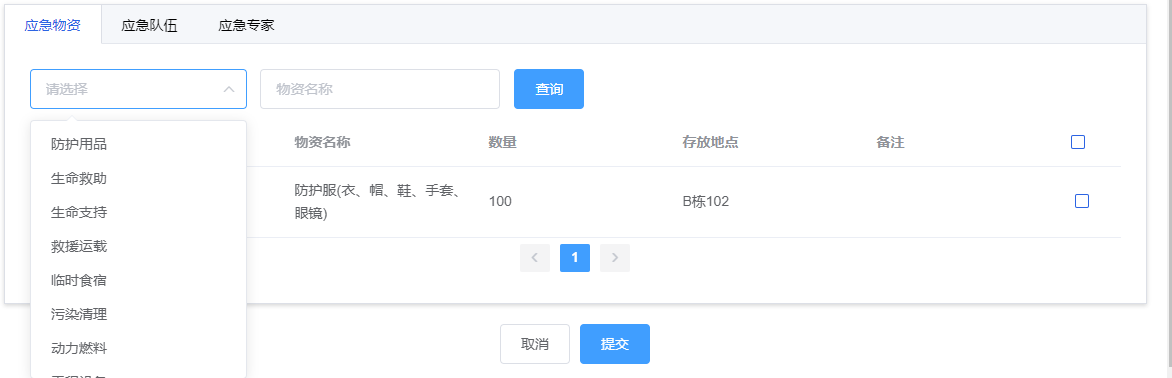 应急物资 应急队伍 应急专家
请选择 物资名称 查询
防护用品
生命救助
生命支持
救援运载
临时食宿
污染清理
动力燃料
物资名称 数量 存放地点 备注
防护服(衣、帽、鞋、手套、
眼镜) 100 B栋102
1
取消 提交